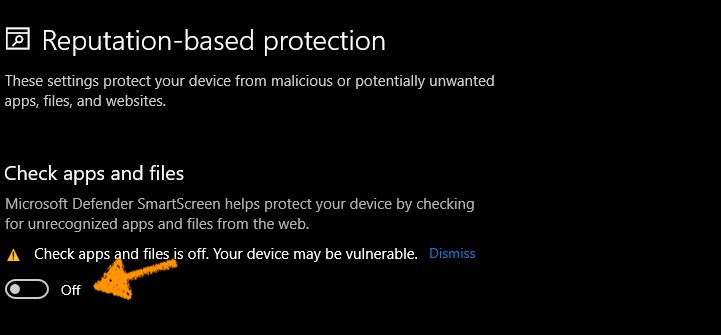 Reputation-based protection
These settings protect your device from malicious or potentially unwanted
apps, files, and websites.
Check apps and files
Microsoft Defender SmartScreen helps protect your device by checking
for unrecognized apps and files from the web.
Check apps and files is off. Your device may be vulnerable. Dismiss
Off